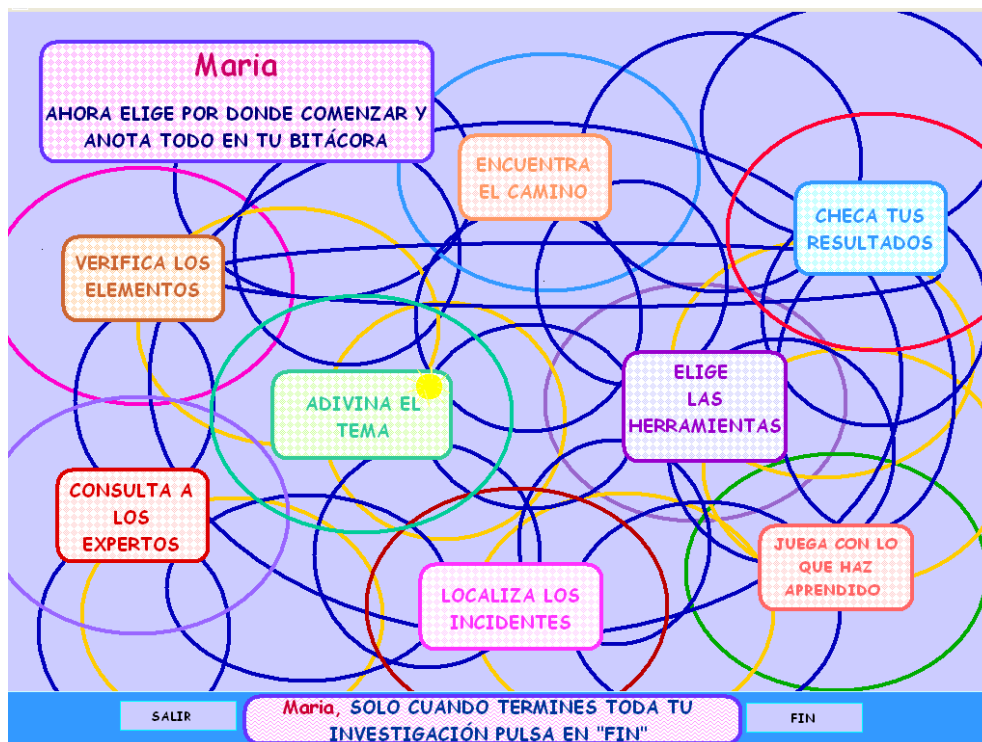 Maria
AHORA ELIGE POR DONDE COMENZAR Y
ANOTA TODO EN TU BITÁCORA
ENCUENTRA
EL CAMINO
CHECA TUS
RESULTADOS
VERIFICA LOS
ELEMENTOS
ADIVINA EL
TEMA
ELIGE
LAS
HERRAMIENTAS
CONSULTA A
LOS
EXPERTOS
LOCALIZA LOS
INCIDENTES
JUEGA CON LO
QUE HAZ
APRENDIDO
SALIR
Maria, SOLO CUANDO TERMINES TODA TU
INVESTIGACIÓN PULSA EN "FIN"
FIN